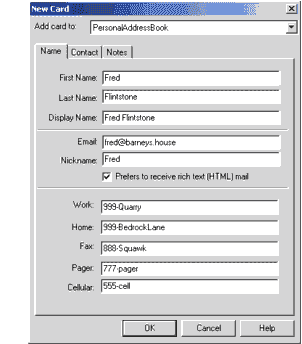 New Card
Add card to: PersonalAddressBook
Name Contact Notes
First Name: Fred
Last Name: Flintstone
Display Name: Fred Flintstone
Email: fred@barneys.house
Nickname: Fred
Prefers to receive rich text (HTML) mail
Work: 999-Quarry
Home: 999-BedrockLane
Fax: 888-Squawk
Pager: 777-pager
Cellular: 555-cell
OK Cancel Help